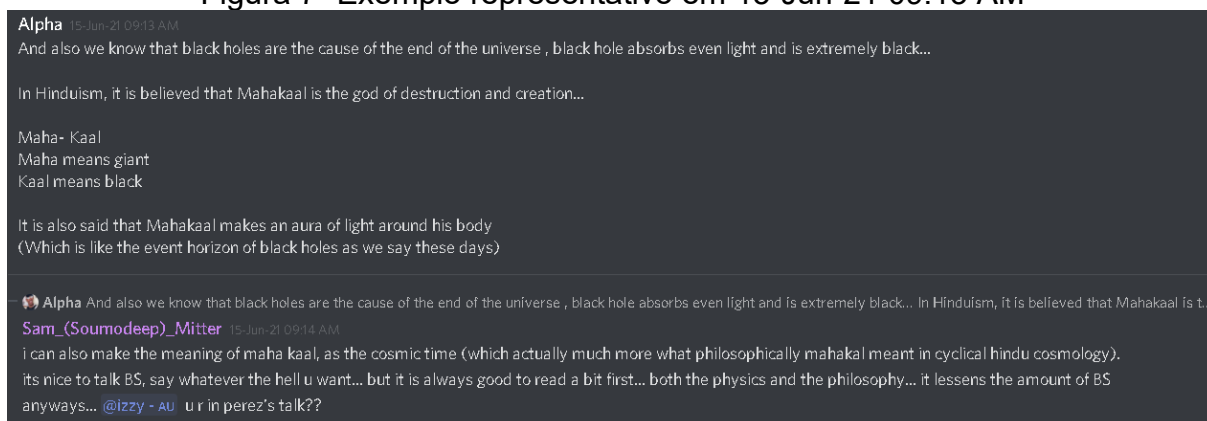 Figura 7- Exemplo representativo em 15-Jun-21 09:13 AM
Alpha 15-Jun-21 09:13 AM
And also we know that black holes are the cause of the end of the universe , black hole absorbs even light and is extremely black...
In Hinduism, it is believed that Mahakaal is the god of destruction and creation...
Maha- Kaal
Maha means giant
Kaal means black
It is also said that Mahakaal makes an aura of light around his body
(Which is like the event horizon of black holes as we say these days)
Alpha And also we know that black holes are the cause of the end of the universe , black hole absorbs even light and is extremely black... In Hinduism, it is believed that Mahakaal is t...
Sam_(Soumodeep)_Mitter 15-Jun-21 09:14 AM
i can also make the meaning of maha kaal, as the cosmic time (which actually much more what philosophically mahakal meant in cyclical hindu cosmology).
its nice to talk BS, say whatever the hell u want... but it is always good to read a bit first... both the physics and the philosophy... it lessens the amount of BS
anyways... @izzy - AU u r in perez's talk??